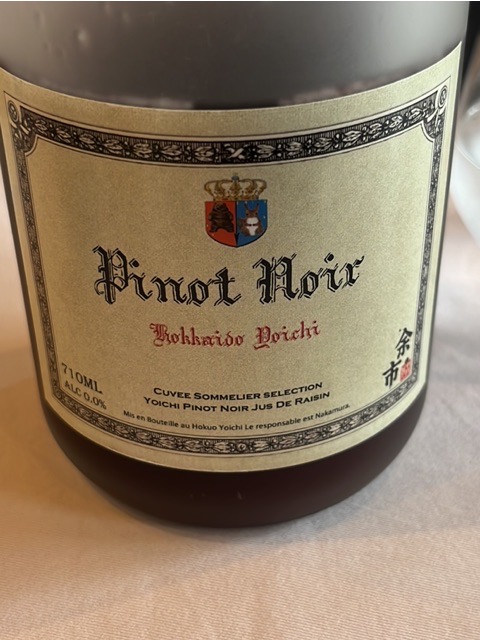 Pinot Noir
Hokkaido Yoichi
710ML
ALC 0.0%
余市
CUVEE SOMMELIER SELECTION
YOICHI PINOT NOIR JUS DE RAISIN
Mis en Bouteille au Hokuo Yoichi Le responsable est Nakamura.